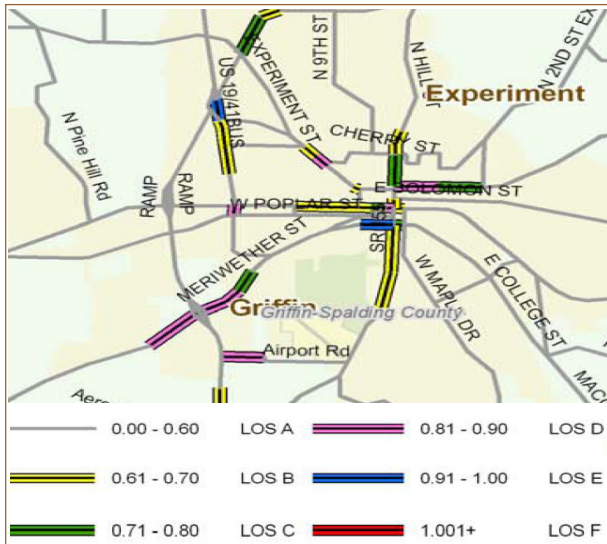 N 9TH ST
N HILL ST
N 2ND ST EX
EXPERIMENT ST
US 19/41BUS
Experiment
CHERRY ST
N Pine Hill Rd
RAMP
RAMP
E SOLOMON ST
W POPLAR ST
MERIWETHER ST
W MAPLE DR
E COLLEGE ST
Griffin
Griffin-Spalding County
Airport Rd
0.00 - 0.60 LOS A 0.81 - 0.90 LOS D
0.61 - 0.70 LOS B 0.91 - 1.00 LOS E
0.71 - 0.80 LOS C 1.001+ LOS F